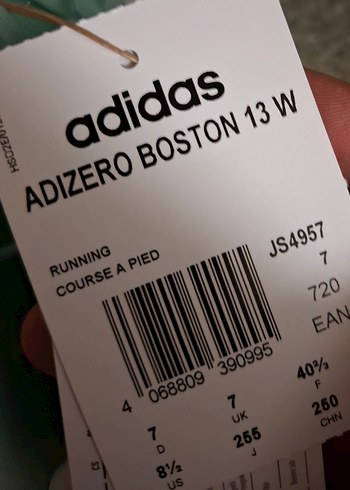 adidas
ADIZERO BOSTON 13 W
RUNNING
COURSE A PIED
JS4957
7
720
EAN
4 068809 390995
7 D
7 UK
40⅔ F
8½ US
255 J
250 CHN